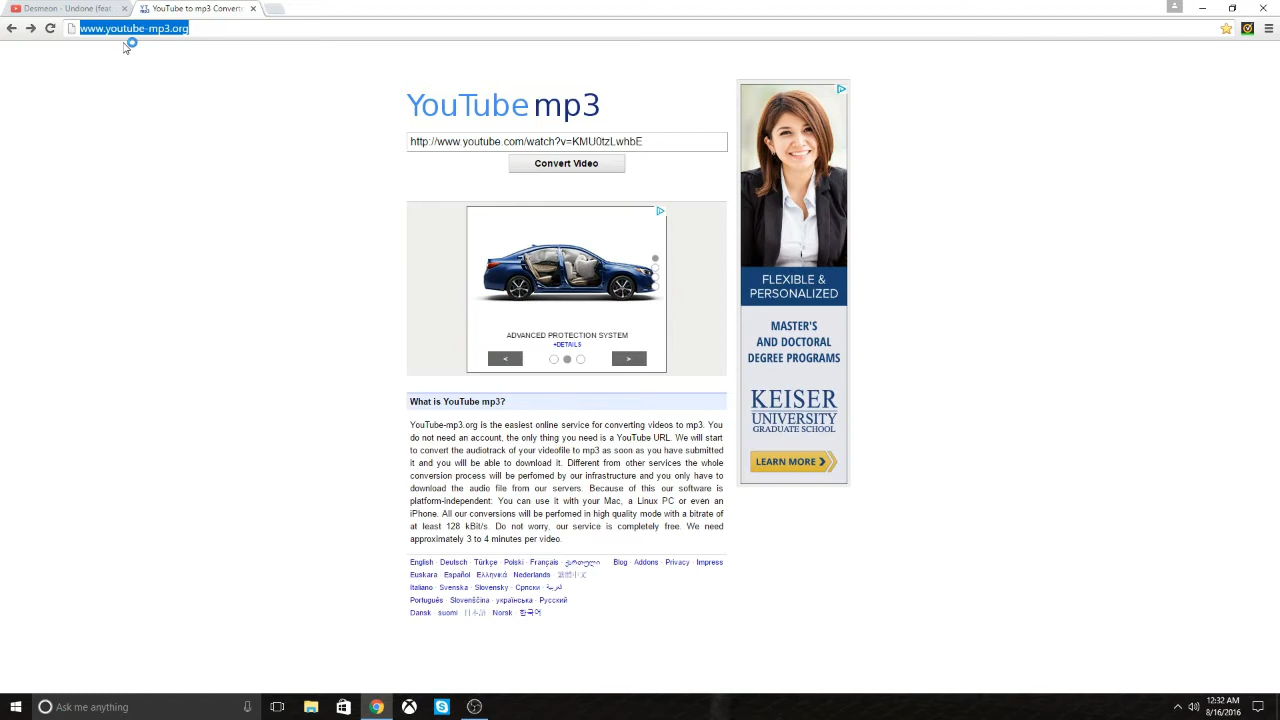 Desmeon - Undone (feat
YouTube to mp3 Converte
www.youtube-mp3.org
YouTube mp3
http://www.youtube.com/watch?v=KMU0tzLwhbE
Convert Video
ADVANCED PROTECTION SYSTEM
+DETAILS
<
>
What is YouTube mp3?
YouTube-mp3.org is the easiest online service for converting videos to mp3. You
do not need an account, the only thing you need is a YouTube URL. We will start
to convert the audiotrack of your videofile to mp3 as soon as you have submitted
it and you will be able to download it. Different from other services the whole
conversion process will be perfomed by our infrastructure and you only have to
download the audio file from our servers. Because of this our software is
platform-independent: You can use it with your Mac, a Linux PC or even an
iPhone. All our conversions will be perfomed in high quality mode with a bitrate of
at least 128 kBit/s. Do not worry, our service is completely free. We need
approximately 3 to 4 minutes per video.
English · Deutsch · Türkçe · Polski · Français · ქართული
Blog · Addons · Privacy · Impress
Euskara · Español · Ελληνικά · Nederlands · 繁體中文
Italiano · Svenska · Slovensky · Српски · العربية
Português · Slovenščina · українська · Русский
Dansk · suomi · 日本語 · Norsk · 한국어
FLEXIBLE &
PERSONALIZED
MASTER'S
AND DOCTORAL
DEGREE PROGRAMS
KEISER
UNIVERSITY
GRADUATE SCHOOL
LEARN MORE
Ask me anything
12:32 AM
8/16/2016